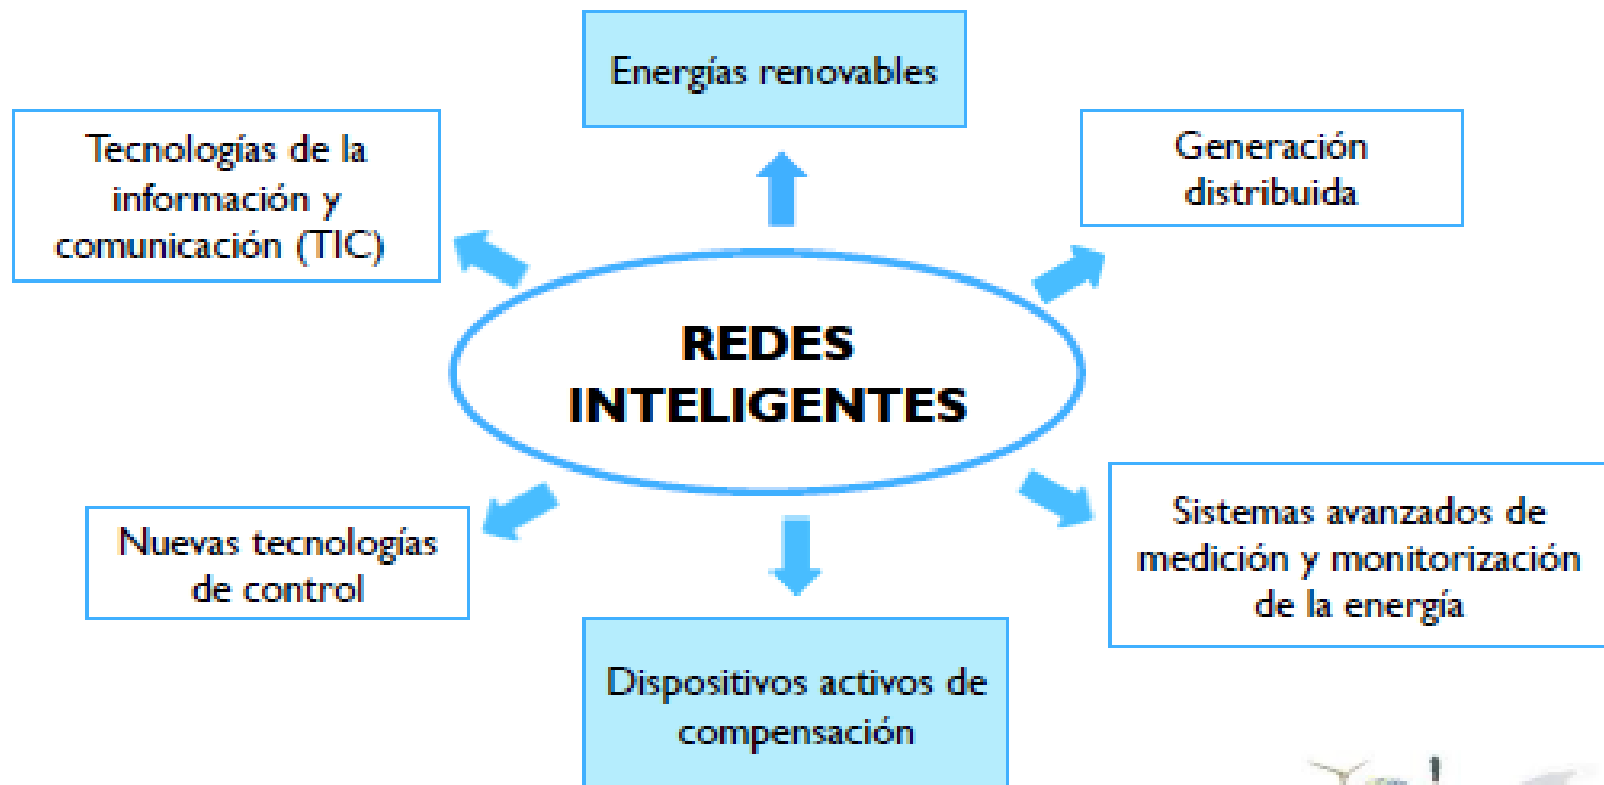 Energías renovables
Tecnologías de la
información y
comunicación (TIC)
Generación
distribuida
REDES
INTELIGENTES
Nuevas tecnologías
de control
Sistemas avanzados de
medición y monitorización
de la energía
Dispositivos activos de
compensación